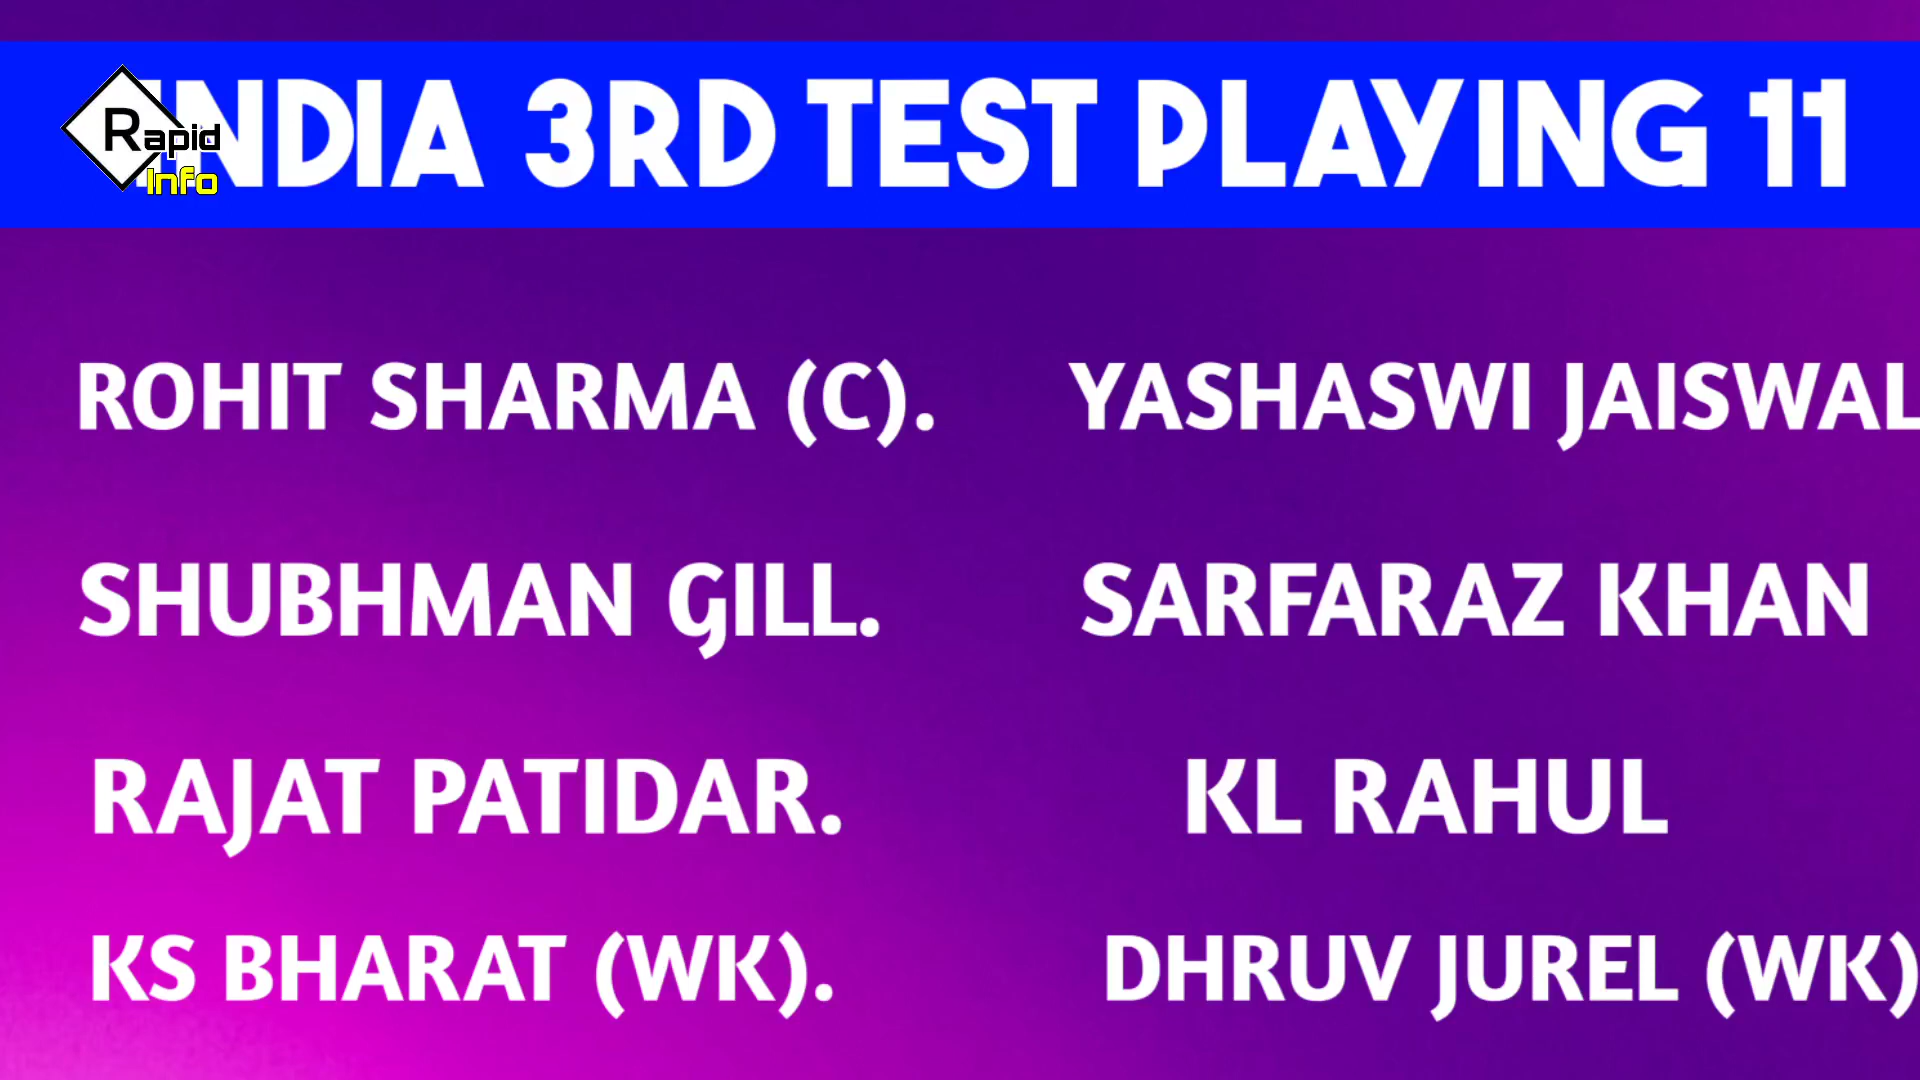 INDIA 3RD TEST PLAYING 11
Rapid
Info
ROHIT SHARMA (C). YASHASWI JAISWAL
SHUBHMAN GILL. SARFARAZ KHAN
RAJAT PATIDAR. KL RAHUL
KS BHARAT (WK). DHRUV JUREL (WK)